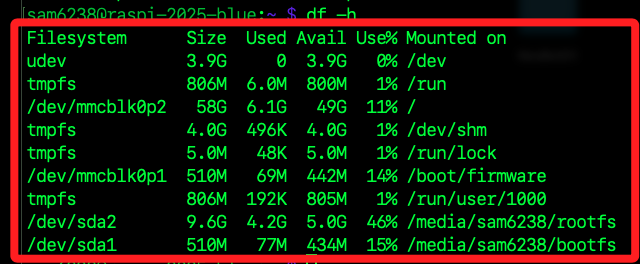 [sam6238@raspi-2025-blue:~ $ df -h
Filesystem Size Used Avail Use% Mounted on
udev 3.9G 0 3.9G 0% /dev
tmpfs 806M 6.0M 800M 1% /run
/dev/mmcblk0p2 58G 6.1G 49G 11% /
tmpfs 4.0G 496K 4.0G 1% /dev/shm
tmpfs 5.0M 48K 5.0M 1% /run/lock
/dev/mmcblk0p1 510M 69M 442M 14% /boot/firmware
tmpfs 806M 192K 805M 1% /run/user/1000
/dev/sda2 9.6G 4.2G 5.0G 46% /media/sam6238/rootfs
/dev/sda1 510M 77M 434M 15% /media/sam6238/bootfs